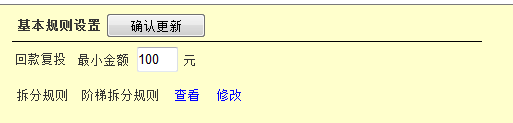 基本规则设置 确认更新
回款复投 最小金额 100 元
拆分规则 阶梯拆分规则 查看 修改